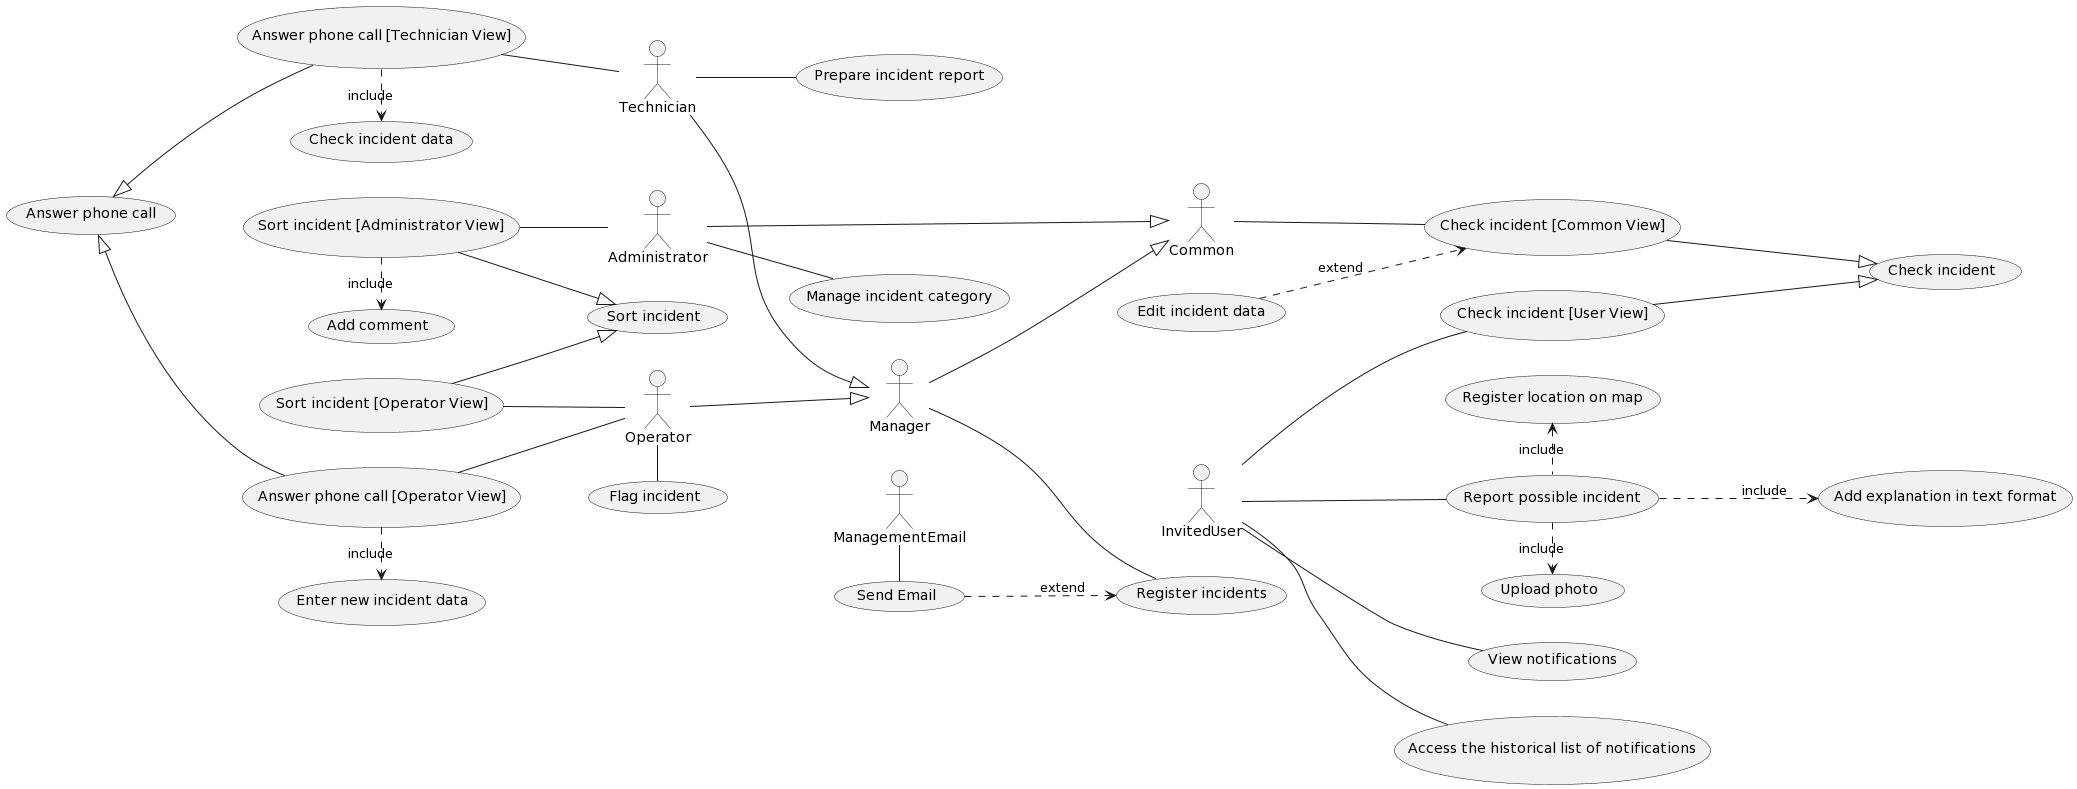 Answer phone call [Technician View]
include
Check incident data
Technician
Prepare incident report
Answer phone call
Sort incident [Administrator View]
include
Add comment
Administrator
Manage incident category
Sort incident
Sort incident [Operator View]
Operator
Flag incident
Answer phone call [Operator View]
include
Enter new incident data
Common
Check incident [Common View]
extend
Edit incident data
Check incident
Check incident [User View]
Manager
ManagementEmail
Send Email
extend
Register incidents
InvitedUser
Register location on map
include
Report possible incident
include
Add explanation in text format
include
Upload photo
View notifications
Access the historical list of notifications